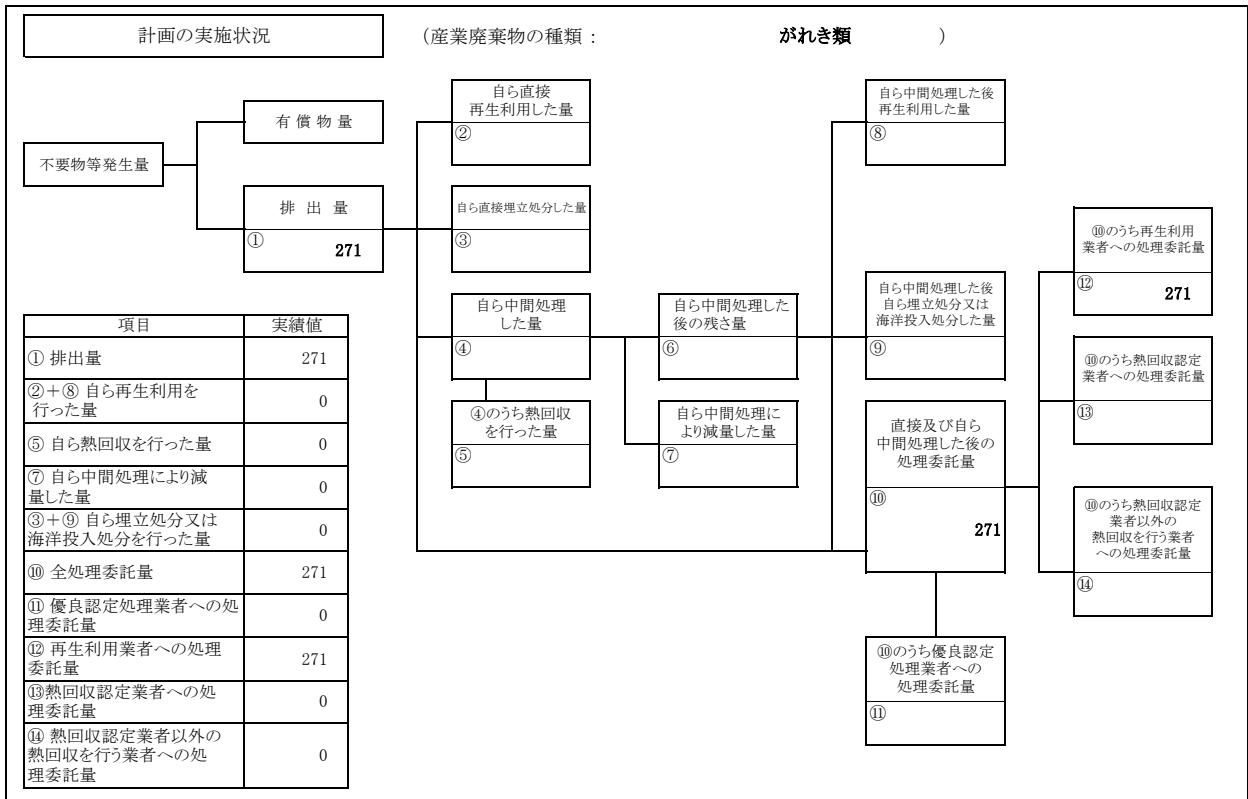 計画の実施状況
（産業廃棄物の種類： がれき類 ）
不要物等発生量
有償物量
排出量
①
271
自ら直接
再生利用した量
②
自ら直接埋立処分した量
③
自ら中間処理
した量
④
④のうち熱回収
を行った量
⑤
自ら中間処理した
後の残さ量
⑥
自ら中間処理に
より減量した量
⑦
自ら中間処理した後
再生利用した量
⑧
自ら中間処理した後
自ら埋立処分又は
海洋投入処分した量
⑨
直接及び自ら
中間処理した後の
処理委託量
⑩
271
⑩のうち優良認定
処理業者への
処理委託量
⑪
⑩のうち再生利用
業者への処理委託量
⑫
271
⑩のうち熱回収認定
業者への処理委託量
⑬
⑩のうち熱回収認定
業者以外の
熱回収を行う業者
への処理委託量
⑭
項目 実績値
① 排出量 271
②＋⑧ 自ら再生利用を
行った量 0
⑤ 自ら熱回収を行った量 0
⑦ 自ら中間処理により減
量した量 0
③＋⑨ 自ら埋立処分又は
海洋投入処分を行った量 0
⑩ 全処理委託量 271
⑪ 優良認定処理業者への処
理委託量 0
⑫ 再生利用業者への処理
委託量 271
⑬熱回収認定業者への処
理委託量 0
⑭ 熱回収認定業者以外の
熱回収を行う業者への処
理委託量 0